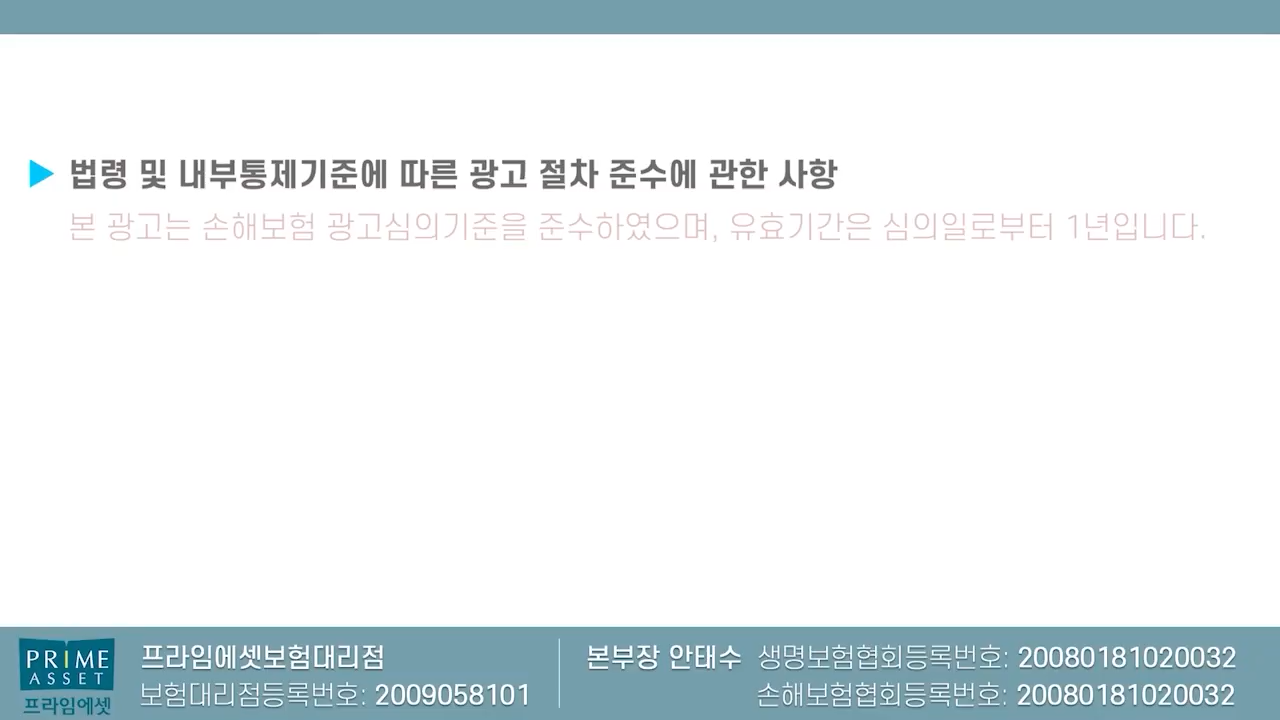 법령 및 내부통제기준에 따른 광고 절차 준수에 관한 사항
본 광고는 손해보험 광고심의기준을 준수하였으며, 유효기간은 심의일로부터 1년입니다.
PRIME
ASSET
프라임에셋
프라임에셋보험대리점
보험대리점등록번호: 2009058101
본부장 안태수 생명보험협회등록번호: 20080181020032
손해보험협회등록번호: 20080181020032